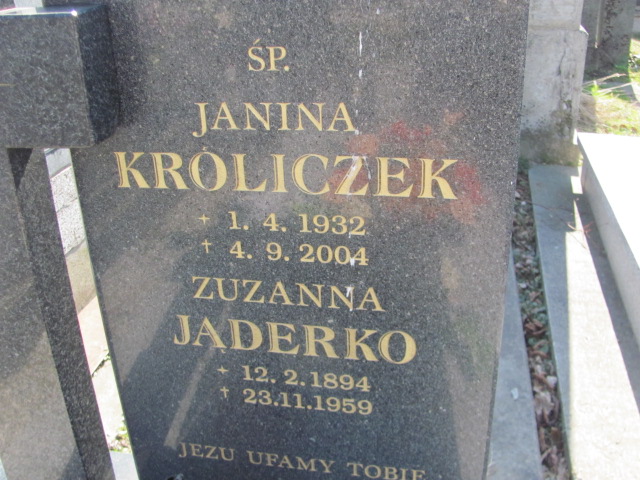 ŚP.
JANINA
KRÓLICZEK
+ 1. 4. 1932
† 4. 9. 2004
ZUZANNA
JĄDERKO
+ 12. 2. 1894
† 23. 11. 1959
JEZU UFAMY TOBIE